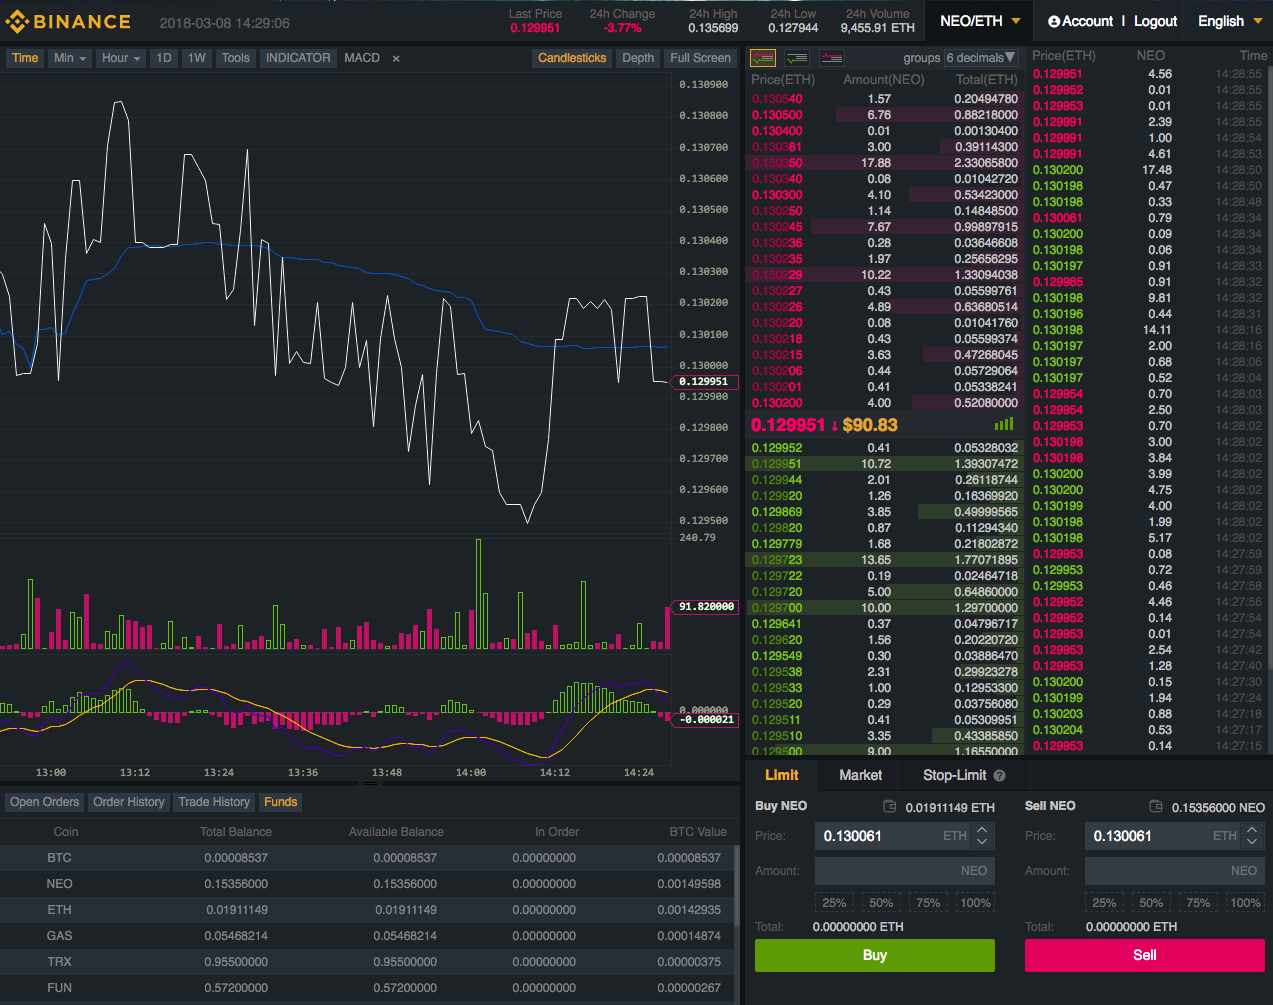 BINANCE 2018-03-08 14:29:06
Last Price 24h Change 24h High 24h Low 24h Volume
0.129951 -3.77% 0.135699 0.127944 9,455.91 ETH
NEO/ETH Account | Logout English
Time Min Hour 1D 1W Tools INDICATOR MACD × Candlesticks Depth Full Screen
0.130900
0.130800
0.130700
0.130600
0.130500
0.130400
0.130300
0.130200
0.130100
0.130000
0.129951
0.129900
0.129800
0.129700
0.129600
0.129500
240.79
91.820000
0.000000
-0.000021
13:00 13:12 13:24 13:36 13:48 14:00 14:12 14:24
groups 6 decimals
Price(ETH) Amount(NEO) Total(ETH)
0.130540 1.57 0.20494780
0.130500 6.76 0.88218000
0.130400 0.01 0.00130400
0.130381 3.00 0.39114300
0.130350 17.88 2.33065800
0.130340 0.08 0.01042720
0.130300 4.10 0.53423000
0.130250 1.14 0.14848500
0.130245 7.67 0.99897915
0.130236 0.28 0.03646608
0.130235 1.97 0.25656295
0.130229 10.22 1.33094038
0.130227 0.43 0.05599761
0.130226 4.89 0.63680514
0.130220 0.08 0.01041760
0.130218 0.43 0.05599374
0.130215 3.63 0.47268045
0.130206 0.44 0.05729064
0.130201 0.41 0.05338241
0.130200 4.00 0.52080000
0.129951 ↓ $90.83
0.129952 0.41 0.05328032
0.129951 10.72 1.39307472
0.129944 2.01 0.26118744
0.129920 1.26 0.16369920
0.129869 3.85 0.49999565
0.129820 0.87 0.11294340
0.129779 1.68 0.21802872
0.129723 13.65 1.77071895
0.129722 0.19 0.02464718
0.129720 5.00 0.64860000
0.129700 10.00 1.29700000
0.129641 0.37 0.04796717
0.129620 1.56 0.20220720
0.129549 0.30 0.03886470
0.129538 2.31 0.29923278
0.129533 1.00 0.12953300
0.129520 0.29 0.03756080
0.129511 0.41 0.05309951
0.129510 3.35 0.43385850
0.129500 9.00 1.16550000
Price(ETH) NEO Time
0.129951 4.56 14:28:55
0.129952 0.01 14:28:55
0.129953 0.01 14:28:55
0.129991 2.39 14:28:55
0.129991 1.00 14:28:54
0.129991 4.61 14:28:53
0.130200 17.48 14:28:50
0.130198 0.47 14:28:50
0.130198 0.33 14:28:48
0.130061 0.79 14:28:34
0.130200 0.09 14:28:34
0.130198 0.06 14:28:34
0.130197 0.91 14:28:33
0.129985 0.91 14:28:32
0.130198 9.81 14:28:32
0.130196 0.44 14:28:31
0.130198 14.11 14:28:16
0.130197 2.00 14:28:16
0.130197 0.68 14:28:06
0.130197 0.52 14:28:04
0.129954 0.70 14:28:03
0.129954 2.50 14:28:03
0.129953 0.70 14:28:02
0.130198 3.00 14:28:02
0.130198 3.84 14:28:02
0.130200 3.99 14:28:02
0.130200 4.75 14:28:02
0.130199 4.00 14:28:02
0.130198 1.99 14:28:02
0.130198 5.17 14:28:02
0.129953 0.08 14:27:59
0.129953 0.72 14:27:59
0.129953 0.46 14:27:58
0.129952 4.46 14:27:56
0.129952 0.14 14:27:54
0.129953 0.01 14:27:54
0.129953 2.54 14:27:42
0.129953 1.28 14:27:40
0.130200 0.15 14:27:30
0.130199 1.94 14:27:24
0.130203 0.88 14:27:18
0.130204 0.53 14:27:17
0.129953 0.14 14:27:15
Open Orders Order History Trade History Funds
Coin Total Balance Available Balance In Order BTC Value
BTC 0.00008537 0.00008537 0.00000000 0.00008537
NEO 0.15356000 0.15356000 0.00000000 0.00149598
ETH 0.01911149 0.01911149 0.00000000 0.00142935
GAS 0.05468214 0.05468214 0.00000000 0.00014874
TRX 0.95500000 0.95500000 0.00000000 0.00000375
FUN 0.57200000 0.57200000 0.00000000 0.00000267
Limit Market Stop-Limit ?
Buy NEO 0.01911149 ETH
Price: 0.130061 ETH
Amount: NEO
25% 50% 75% 100%
Total: 0.00000000 ETH
Buy
Sell NEO 0.15356000 NEO
Price: 0.130061 ETH
Amount: NEO
25% 50% 75% 100%
Total: 0.00000000 ETH
Sell